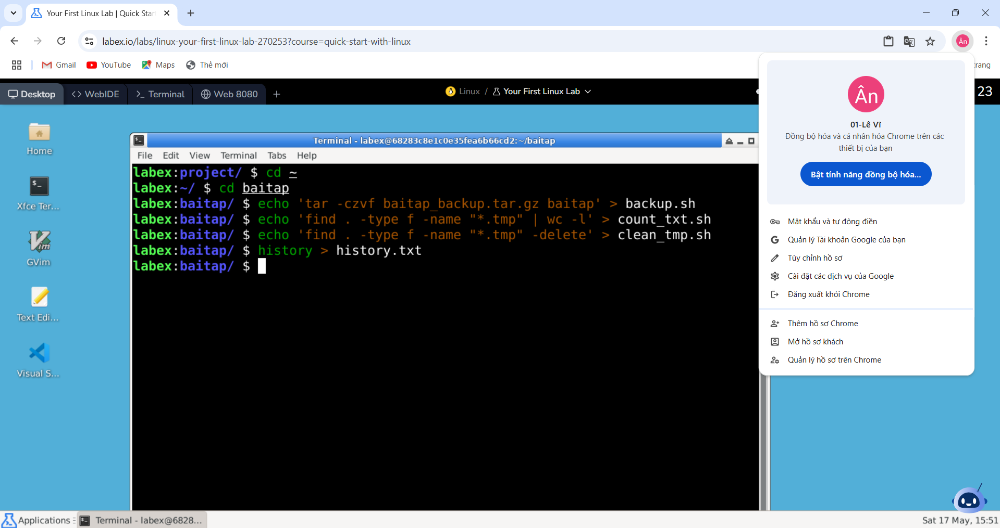 Your First Linux Lab | Quick Star
labex.io/labs/linux-your-first-linux-lab-270253?course=quick-start-with-linux
Ân
Gmail
YouTube
Maps
Thẻ mới
trang
Desktop
WebIDE
Terminal
Web 8080
Linux / Your First Linux Lab
23
Home
Xfce Ter...
GVim
Text Edi...
Visual S...
Terminal - labex@68283c8e1c0e35fea6b66cd2:~/baitap
File Edit View Terminal Tabs Help
labex:project/ $ cd ~
labex:~/ $ cd baitap
labex:baitap/ $ echo 'tar -czvf baitap_backup.tar.gz baitap' > backup.sh
labex:baitap/ $ echo 'find . -type f -name "*.tmp" | wc -l' > count_txt.sh
labex:baitap/ $ echo 'find . -type f -name "*.tmp" -delete' > clean_tmp.sh
labex:baitap/ $ history > history.txt
labex:baitap/ $
Ân
01-Lê Vĩ
Đồng bộ hóa và cá nhân hóa Chrome trên các
thiết bị của bạn
Bật tính năng đồng bộ hóa...
Mật khẩu và tự động điền
Quản lý Tài khoản Google của bạn
Tùy chỉnh hồ sơ
Cài đặt các dịch vụ của Google
Đăng xuất khỏi Chrome
Thêm hồ sơ Chrome
Mở hồ sơ khách
Quản lý hồ sơ trên Chrome
Applications
Terminal - labex@6828...
Sat 17 May, 15:51